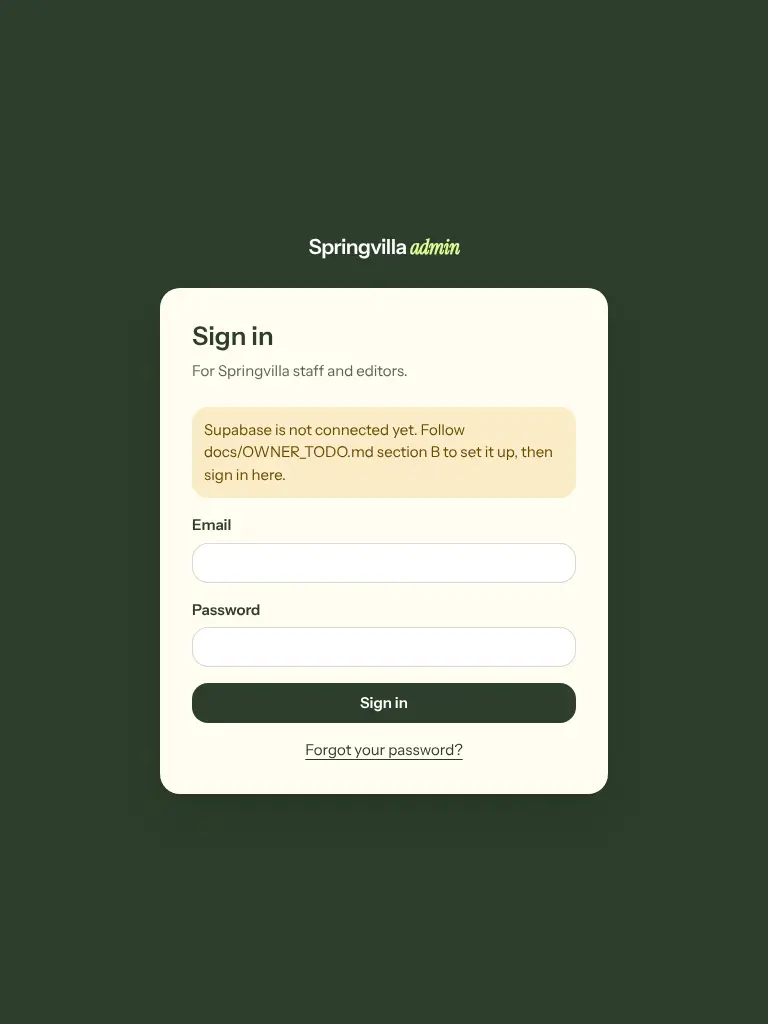 Springvilla admin
Sign in
For Springvilla staff and editors.
Supabase is not connected yet. Follow
docs/OWNER_TODO.md section B to set it up, then
sign in here.
Email
Password
Sign in
Forgot your password?